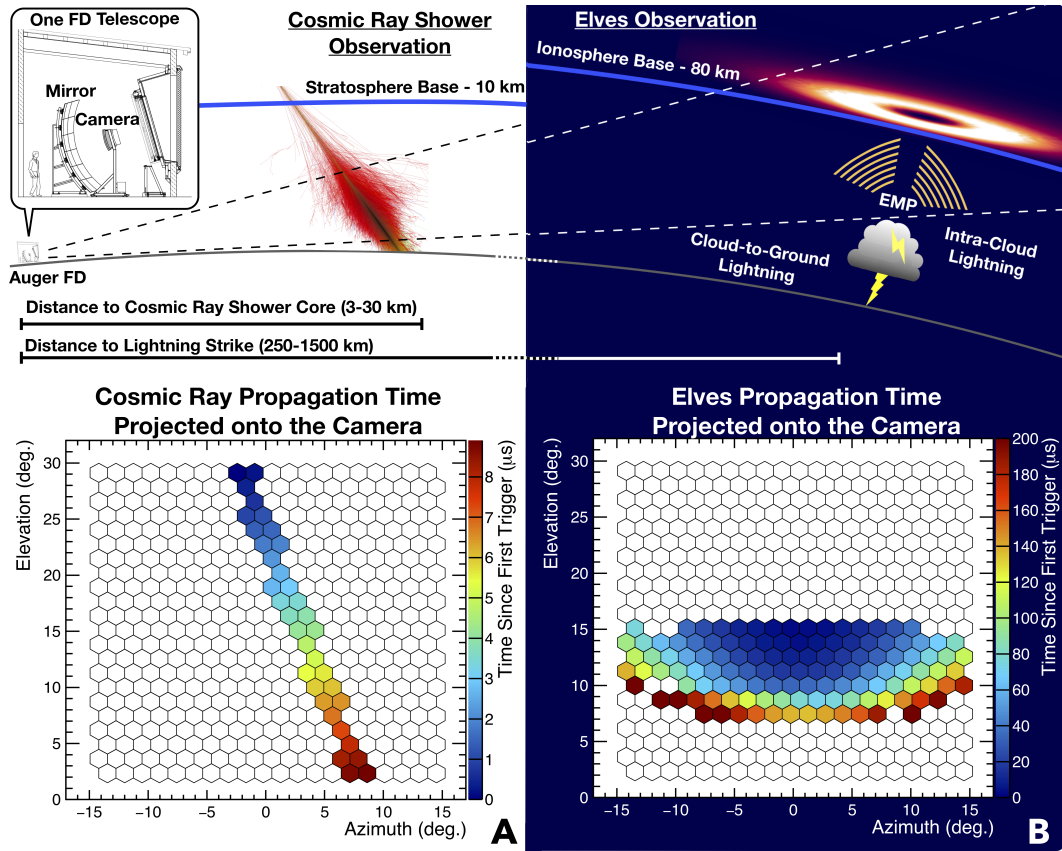 One FD Telescope
Mirror
Camera
Auger FD
Cosmic Ray Shower
Observation
Stratosphere Base - 10 km
Elves Observation
Ionosphere Base - 80 km
EMP
Cloud-to-Ground
Lightning
Intra-Cloud
Lightning
Distance to Cosmic Ray Shower Core (3-30 km)
Distance to Lightning Strike (250-1500 km)
Cosmic Ray Propagation Time
Projected onto the Camera
Elevation (deg.)
30
25
20
15
10
5
0
−15
−10
−5
0
5
10
15
Azimuth (deg.)
8
7
6
5
4
3
2
1
0
Time Since First Trigger (μs)
A
Elves Propagation Time
Projected onto the Camera
Elevation (deg.)
30
25
20
15
10
5
0
−15
−10
−5
0
5
10
15
Azimuth (deg.)
200
180
160
140
120
100
80
60
40
20
0
Time Since First Trigger (μs)
B